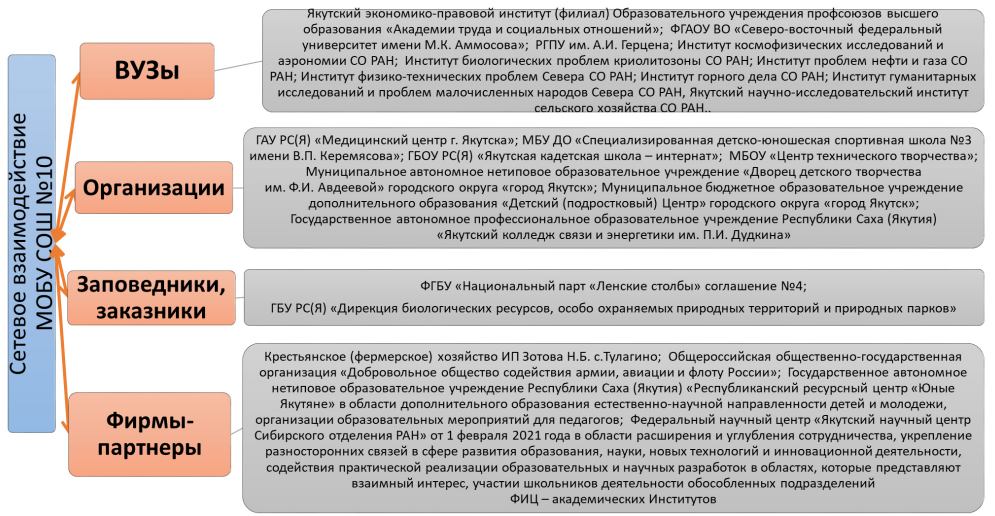 Сетевое взаимодействие
МОБУ СОШ №10
ВУЗы
Якутский экономико-правовой институт (филиал) Образовательного учреждения профсоюзов высшего
образования «Академии труда и социальных отношений»; ФГАОУ ВО «Северо-восточный федеральный
университет имени М.К. Аммосова»; РГПУ им. А.И. Герцена; Институт космофизических исследований и
аэрономии СО РАН; Институт биологических проблем криолитозоны СО РАН; Институт проблем нефти и газа СО
РАН; Институт физико-технических проблем Севера СО РАН; Институт горного дела СО РАН; Институт гуманитарных
исследований и проблем малочисленных народов Севера СО РАН, Якутский научно-исследовательский институт
сельского хозяйства СО РАН..
Организации
ГАУ РС(Я) «Медицинский центр г. Якутска»; МБУ ДО «Специализированная детско-юношеская спортивная школа №3
имени В.П. Керемясова»; ГБОУ РС(Я) «Якутская кадетская школа – интернат»; МБОУ «Центр технического творчества»;
Муниципальное автономное нетиповое образовательное учреждение «Дворец детского творчества
им. Ф.И. Авдеевой» городского округа «город Якутск»; Муниципальное бюджетное образовательное учреждение
дополнительного образования «Детский (подростковый) Центр» городского округа «город Якутск»;
Государственное автономное профессиональное образовательное учреждение Республики Саха (Якутия)
«Якутский колледж связи и энергетики им. П.И. Дудкина»
Заповедники,
заказники
ФГБУ «Национальный парт «Ленские столбы» соглашение №4;
ГБУ РС(Я) «Дирекция биологических ресурсов, особо охраняемых природных территорий и природных парков»
Фирмы-
партнеры
Крестьянское (фермерское) хозяйство ИП Зотова Н.Б. с.Тулагино; Общероссийская общественно-государственная
организация «Добровольное общество содействия армии, авиации и флоту России»; Государственное автономное
нетиповое образовательное учреждение Республики Саха (Якутия) «Республиканский ресурсный центр «Юные
Якутяне» в области дополнительного образования естественно-научной направленности детей и молодежи,
организации образовательных мероприятий для педагогов; Федеральный научный центр «Якутский научный центр
Сибирского отделения РАН» от 1 февраля 2021 года в области расширения и углубления сотрудничества, укрепление
разносторонних связей в сфере развития образования, науки, новых технологий и инновационной деятельности,
содействия практической реализации образовательных и научных разработок в областях, которые представляют
взаимный интерес, участии школьников деятельности обособленных подразделений
ФИЦ – академических Институтов